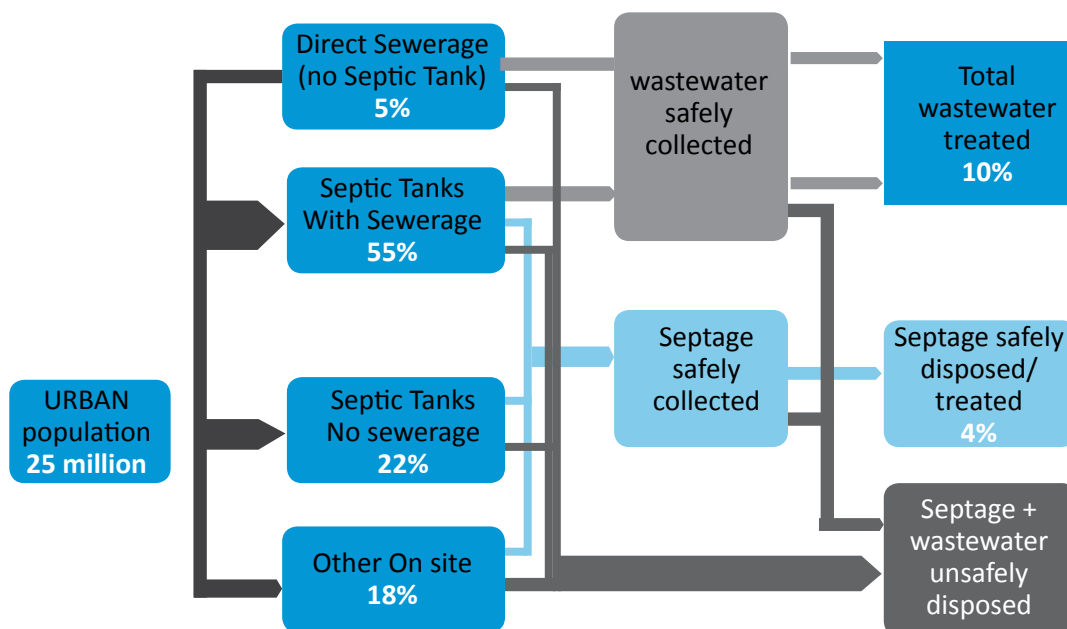 URBAN
population
25 million
Direct Sewerage
(no Septic Tank)
5%
Septic Tanks
With Sewerage
55%
Septic Tanks
No sewerage
22%
Other On site
18%
wastewater
safely
collected
Septage
safely
collected
Total
wastewater
treated
10%
Septage safely
disposed/
treated
4%
Septage +
wastewater
unsafely
disposed